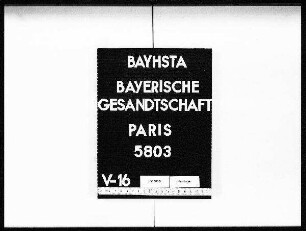 BAYHSTA
BAYERISCHE
GESANDTSCHAFT
PARIS
5803
V-16